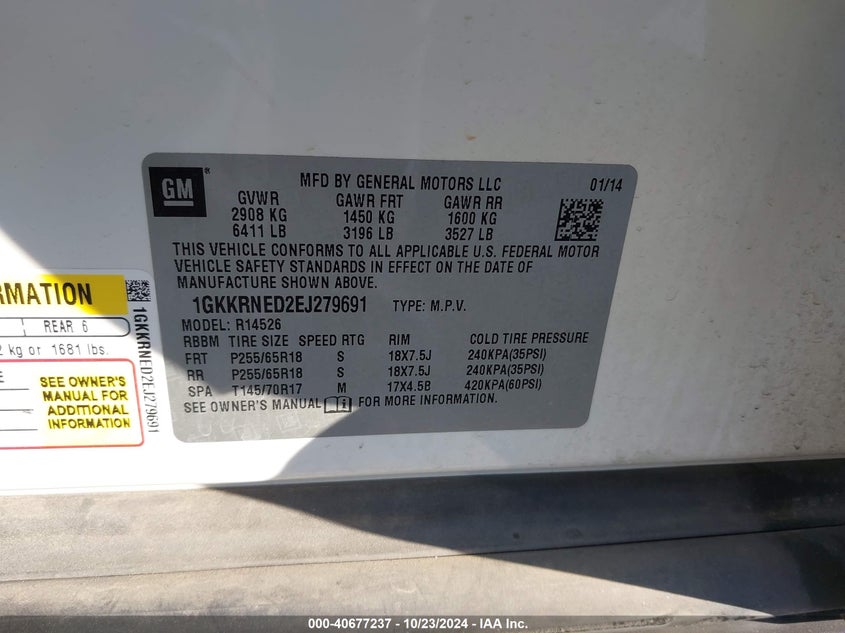 GM ®
MFD BY GENERAL MOTORS LLC 01/14
GVWR GAWR FRT GAWR RR
2908 KG 1450 KG 1600 KG
6411 LB 3196 LB 3527 LB
THIS VEHICLE CONFORMS TO ALL APPLICABLE U.S. FEDERAL MOTOR
VEHICLE SAFETY STANDARDS IN EFFECT ON THE DATE OF
MANUFACTURE SHOWN ABOVE.
1GKKRNED2EJ279691 TYPE: M.P.V.
MODEL: R14526
RBBM TIRE SIZE SPEED RTG RIM COLD TIRE PRESSURE
FRT P255/65R18 S 18X7.5J 240KPA(35PSI)
RR P255/65R18 S 18X7.5J 240KPA(35PSI)
SPA T145/70R17 M 17X4.5B 420KPA(60PSI)
SEE OWNER'S MANUAL i FOR MORE INFORMATION.
REAR 6
kg or 1681 lbs.
SEE OWNER'S
MANUAL FOR
ADDITIONAL
INFORMATION
1GKKRNED2EJ279691
000-40677237 - 10/23/2024 - IAA Inc.